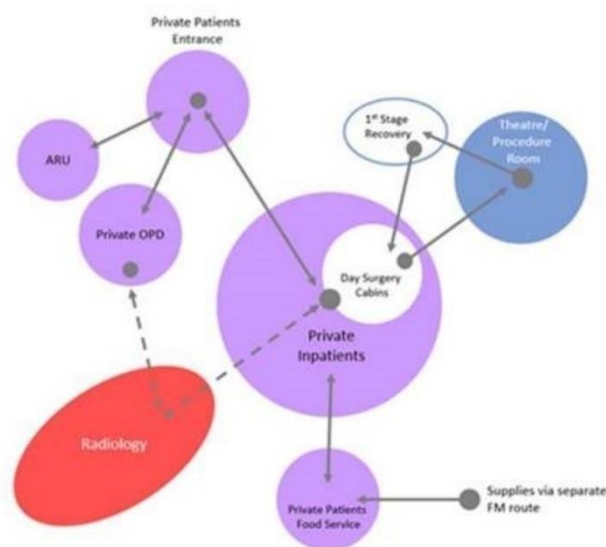 Private Patients
Entrance
1st Stage
Recovery
Theatre/
Procedure
Room
ARU
Private OPD
Day Surgery
Cabins
Private
Inpatients
Radiology
Private Patients
Food Service
Supplies via separate
FM route